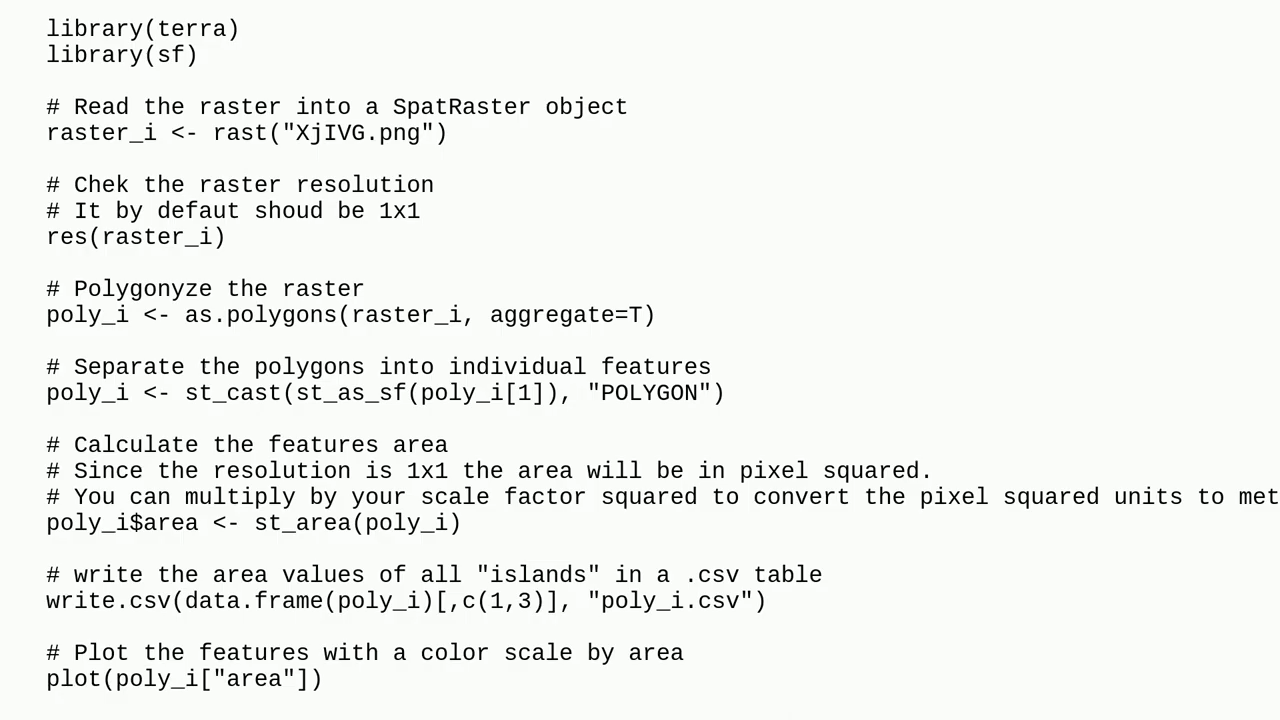 library(terra)
library(sf)
# Read the raster into a SpatRaster object
raster_i <- rast("XjIVG.png")
# Chek the raster resolution
# It by defaut shoud be 1x1
res(raster_i)
# Polygonyze the raster
poly_i <- as.polygons(raster_i, aggregate=T)
# Separate the polygons into individual features
poly_i <- st_cast(st_as_sf(poly_i[1]), "POLYGON")
# Calculate the features area
# Since the resolution is 1x1 the area will be in pixel squared.
# You can multiply by your scale factor squared to convert the pixel squared units to met
poly_i$area <- st_area(poly_i)
# write the area values of all "islands" in a .csv table
write.csv(data.frame(poly_i)[,c(1,3)], "poly_i.csv")
# Plot the features with a color scale by area
plot(poly_i["area"])